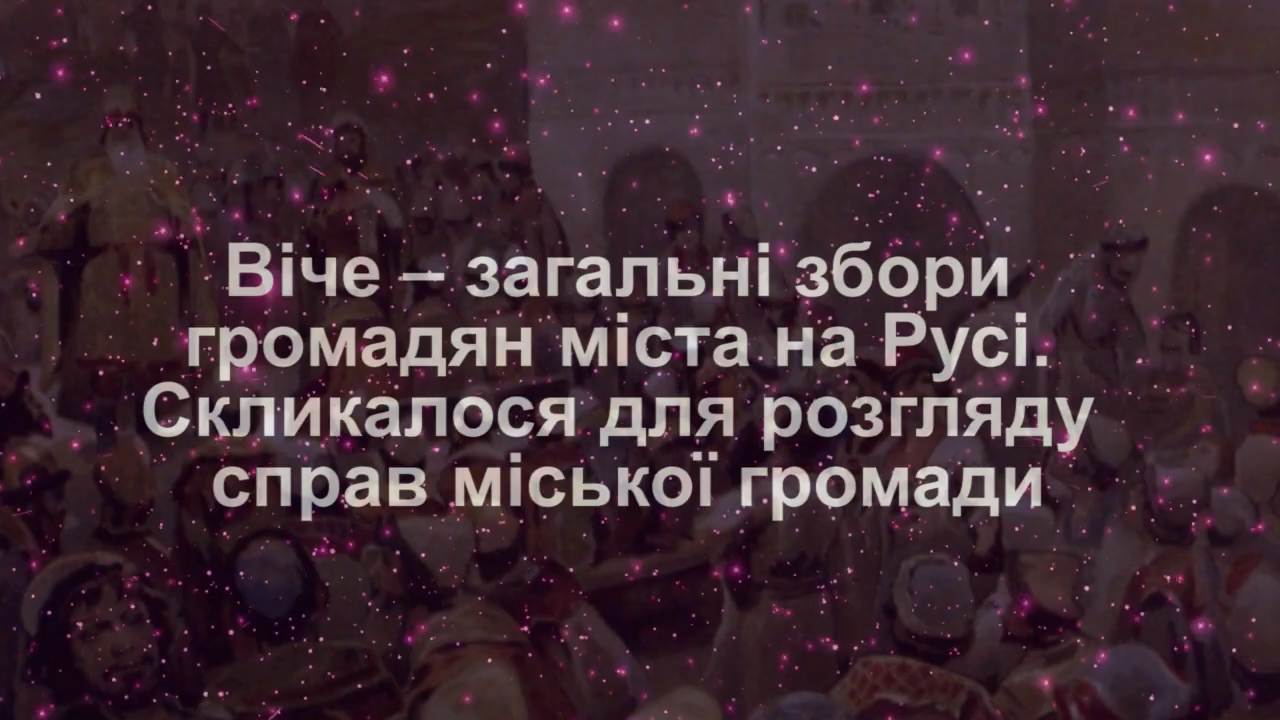 Віче – загальні збори
громадян міста на Русі.
Скликалося для розгляду
справ міської громади